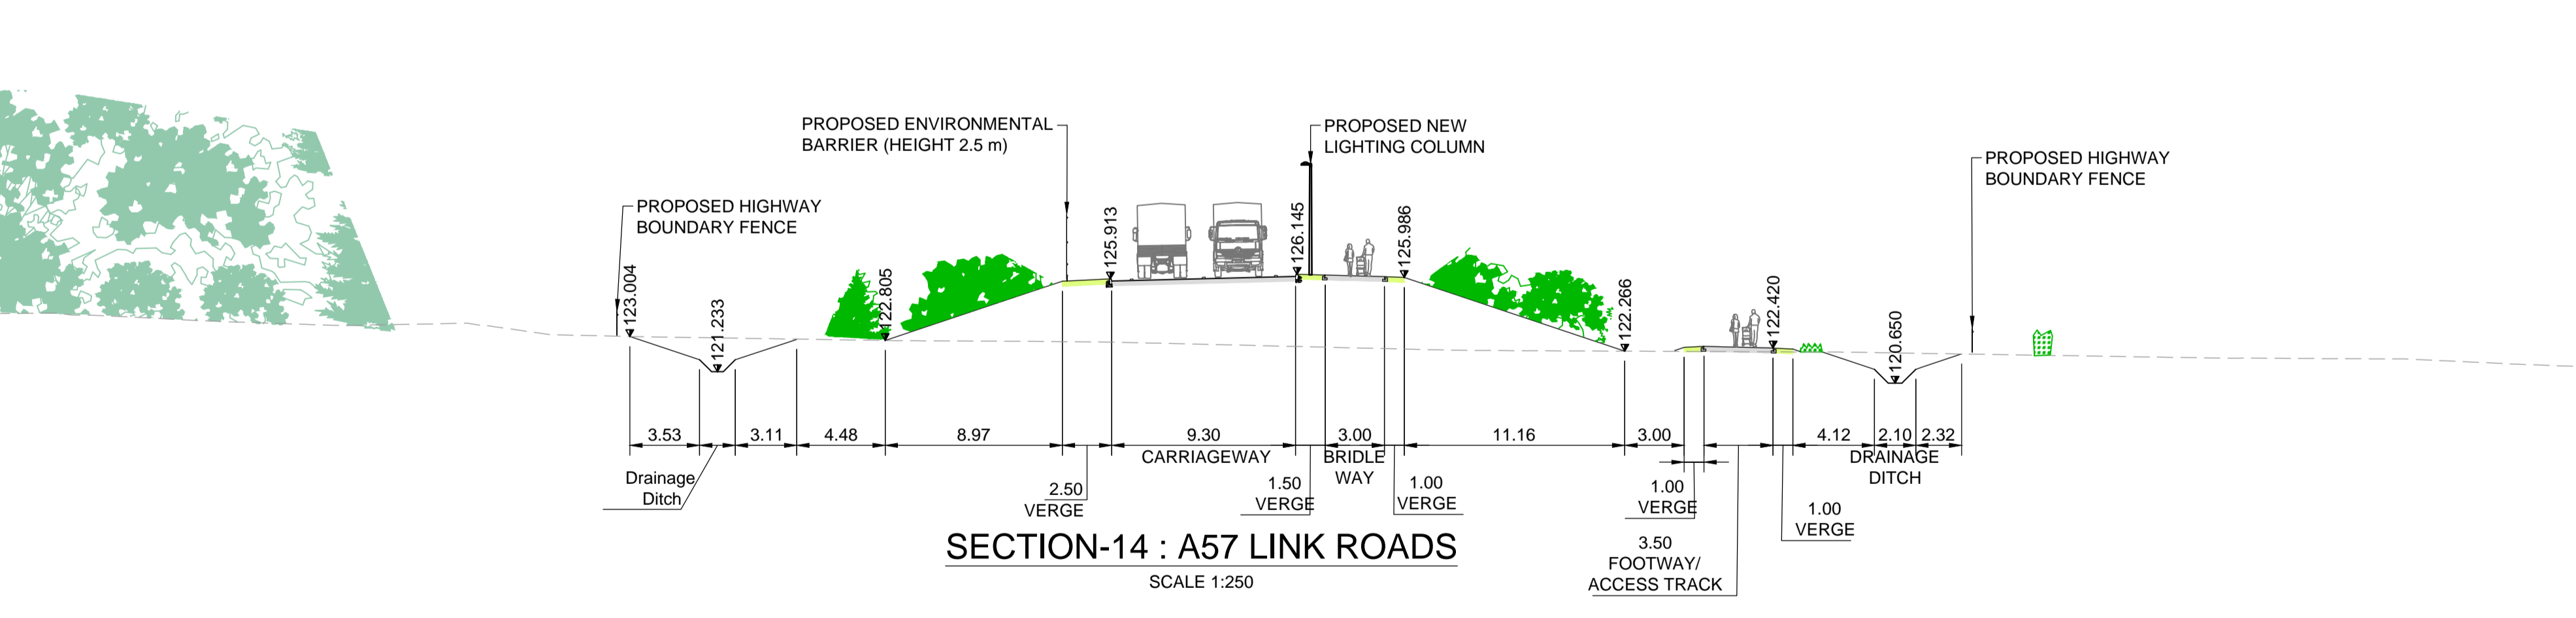 PROPOSED ENVIRONMENTAL
BARRIER (HEIGHT 2.5 m)
PROPOSED NEW
LIGHTING COLUMN
PROPOSED HIGHWAY
BOUNDARY FENCE
PROPOSED HIGHWAY
BOUNDARY FENCE
123.004
121.233
122.805
125.913
126.145
125.986
122.266
122.420
120.650
3.53
3.11
4.48
8.97
9.30
3.00
11.16
3.00
4.12
2.10
2.32
CARRIAGEWAY
BRIDLE
WAY
DRAINAGE
DITCH
Drainage
Ditch
2.50
VERGE
1.50
VERGE
1.00
VERGE
1.00
VERGE
1.00
VERGE
3.50
FOOTWAY/
ACCESS TRACK
SECTION-14 : A57 LINK ROADS
SCALE 1:250